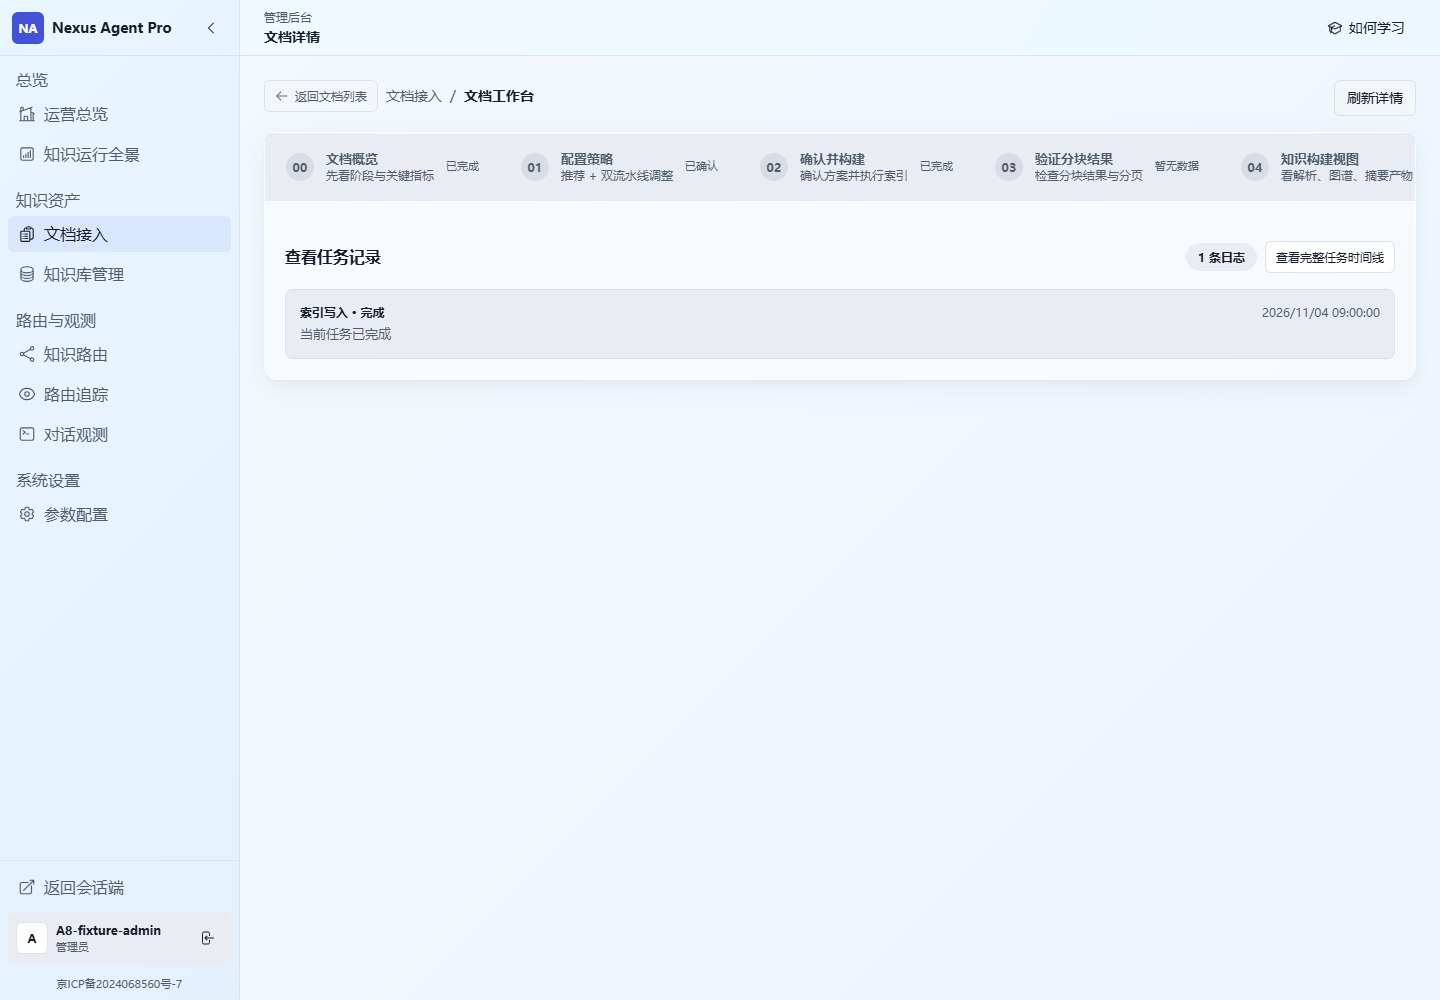 NA Nexus Agent Pro
总览
运营总览
知识运行全景
知识资产
文档接入
知识库管理
路由与观测
知识路由
路由追踪
对话观测
系统设置
参数配置
返回会话端
A
A8-fixture-admin
管理员
京ICP备2024068560号-7
管理后台
文档详情
如何学习
返回文档列表
文档接入 / 文档工作台
刷新详情
00
文档概览
先看阶段与关键指标
已完成
01
配置策略
推荐 + 双流水线调整
已确认
02
确认并构建
确认方案并执行索引
已完成
03
验证分块结果
检查分块结果与分页
暂无数据
04
知识构建视图
看解析、图谱、摘要产物
查看任务记录
1 条日志
查看完整任务时间线
索引写入 • 完成
2026/11/04 09:00:00
当前任务已完成